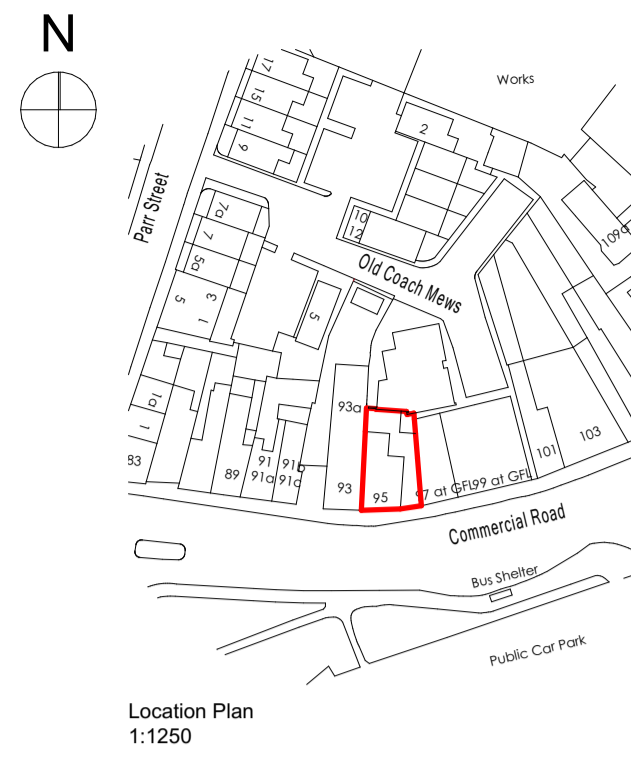 N
Works
17
15
11
9
2
Parr Street
7a
7
5a
5
3
1
10
12
109a
Old Coach Mews
5
1a
1
83
89
91
91a
91b
91c
93a
93
95
97 at GFL
99 at GFL
101
103
Commercial Road
Bus Shelter
Public Car Park
Location Plan
1:1250